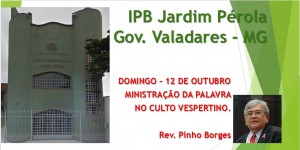 IPB Jardim Pérola
Gov. Valadares - MG
DOMINGO – 12 DE OUTUBRO
MINISTRAÇÃO DA PALAVRA
NO CULTO VESPERTINO.
Rev. Pinho Borges